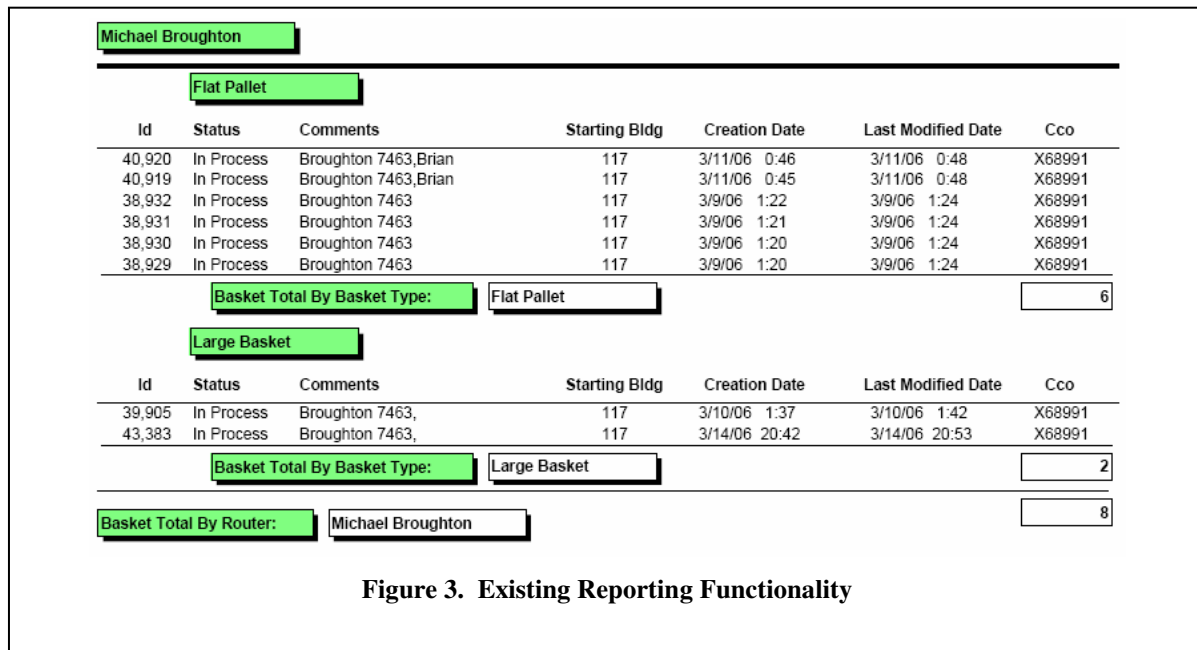 Michael Broughton
Flat Pallet
Id Status Comments Starting Bldg Creation Date Last Modified Date Cco
40,920 In Process Broughton 7463,Brian 117 3/11/06 0:46 3/11/06 0:48 X68991
40,919 In Process Broughton 7463,Brian 117 3/11/06 0:45 3/11/06 0:48 X68991
38,932 In Process Broughton 7463 117 3/9/06 1:22 3/9/06 1:24 X68991
38,931 In Process Broughton 7463 117 3/9/06 1:21 3/9/06 1:24 X68991
38,930 In Process Broughton 7463 117 3/9/06 1:20 3/9/06 1:24 X68991
38,929 In Process Broughton 7463 117 3/9/06 1:20 3/9/06 1:24 X68991
Basket Total By Basket Type: Flat Pallet 6
Large Basket
Id Status Comments Starting Bldg Creation Date Last Modified Date Cco
39,905 In Process Broughton 7463, 117 3/10/06 1:37 3/10/06 1:42 X68991
43,383 In Process Broughton 7463, 117 3/14/06 20:42 3/14/06 20:53 X68991
Basket Total By Basket Type: Large Basket 2
Basket Total By Router: Michael Broughton 8
Figure 3. Existing Reporting Functionality